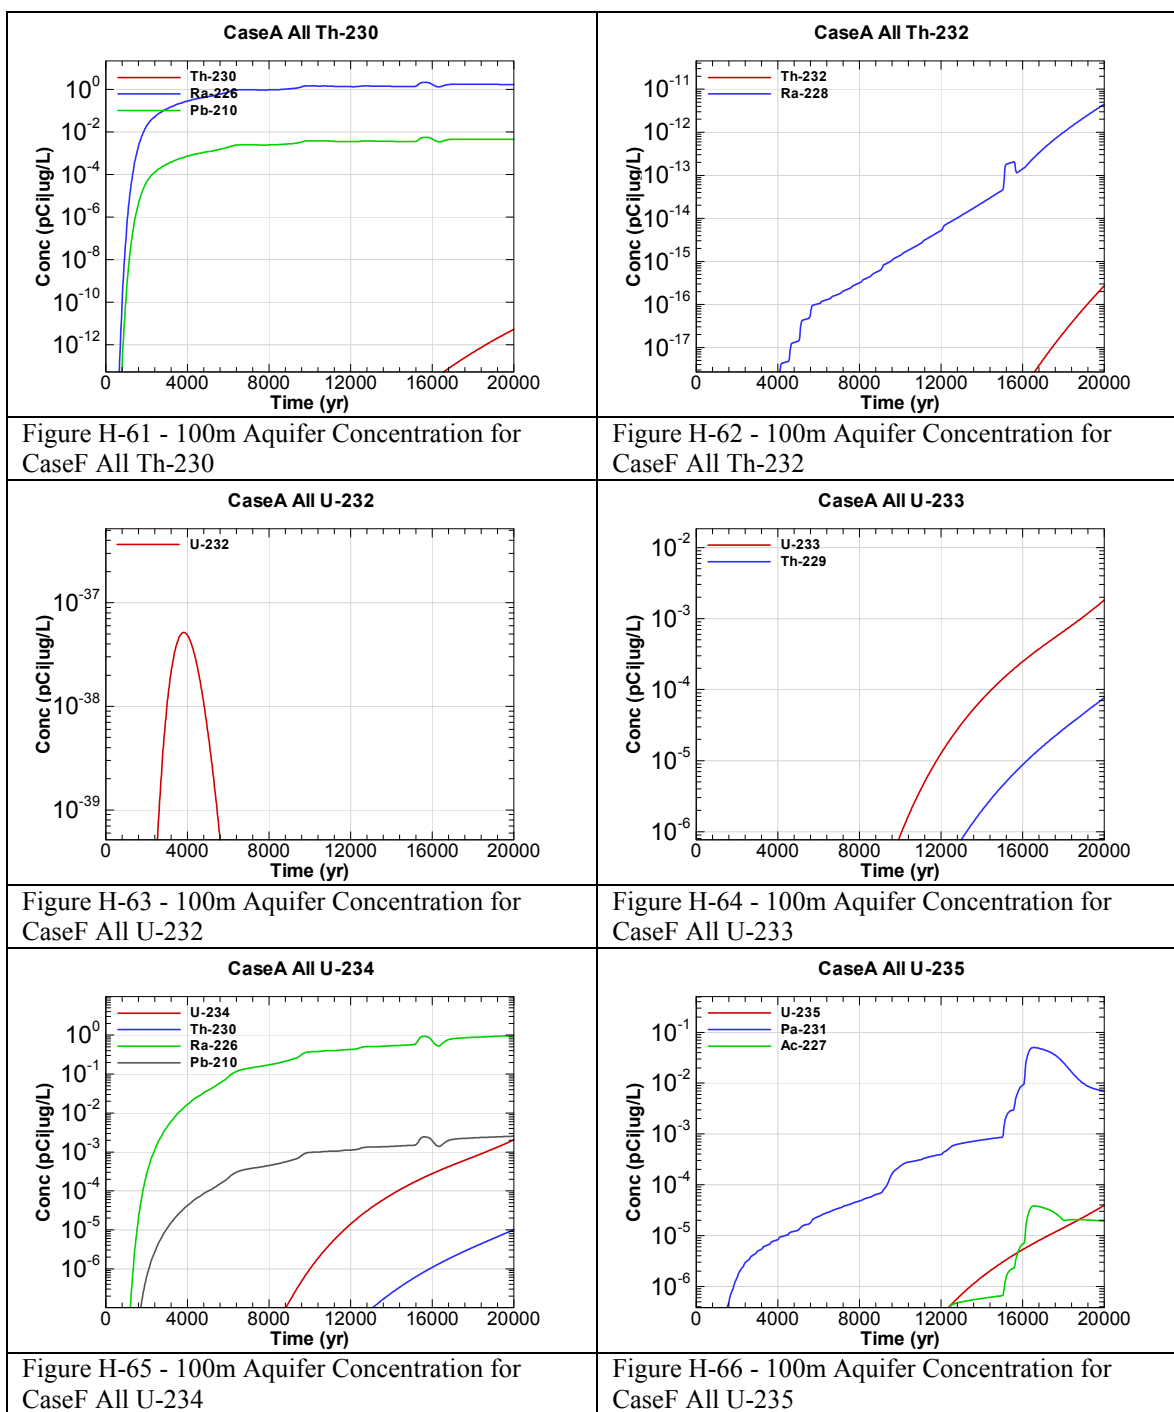 CaseA All Th-230
Th-230
Ra-226
Pb-210
10^0
10^-2
10^-4
10^-6
10^-8
10^-10
10^-12
Conc (pCi|ug/L)
0 4000 8000 12000 16000 20000
Time (yr)
Figure H-61 - 100m Aquifer Concentration for
CaseF All Th-230
CaseA All Th-232
Th-232
Ra-228
10^-11
10^-12
10^-13
10^-14
10^-15
10^-16
10^-17
Conc (pCi|ug/L)
0 4000 8000 12000 16000 20000
Time (yr)
Figure H-62 - 100m Aquifer Concentration for
CaseF All Th-232
CaseA All U-232
U-232
10^-37
10^-38
10^-39
Conc (pCi|ug/L)
0 4000 8000 12000 16000 20000
Time (yr)
Figure H-63 - 100m Aquifer Concentration for
CaseF All U-232
CaseA All U-233
U-233
Th-229
10^-2
10^-3
10^-4
10^-5
10^-6
Conc (pCi|ug/L)
0 4000 8000 12000 16000 20000
Time (yr)
Figure H-64 - 100m Aquifer Concentration for
CaseF All U-233
CaseA All U-234
U-234
Th-230
Ra-226
Pb-210
10^0
10^-1
10^-2
10^-3
10^-4
10^-5
10^-6
Conc (pCi|ug/L)
0 4000 8000 12000 16000 20000
Time (yr)
Figure H-65 - 100m Aquifer Concentration for
CaseF All U-234
CaseA All U-235
U-235
Pa-231
Ac-227
10^-1
10^-2
10^-3
10^-4
10^-5
10^-6
Conc (pCi|ug/L)
0 4000 8000 12000 16000 20000
Time (yr)
Figure H-66 - 100m Aquifer Concentration for
CaseF All U-235